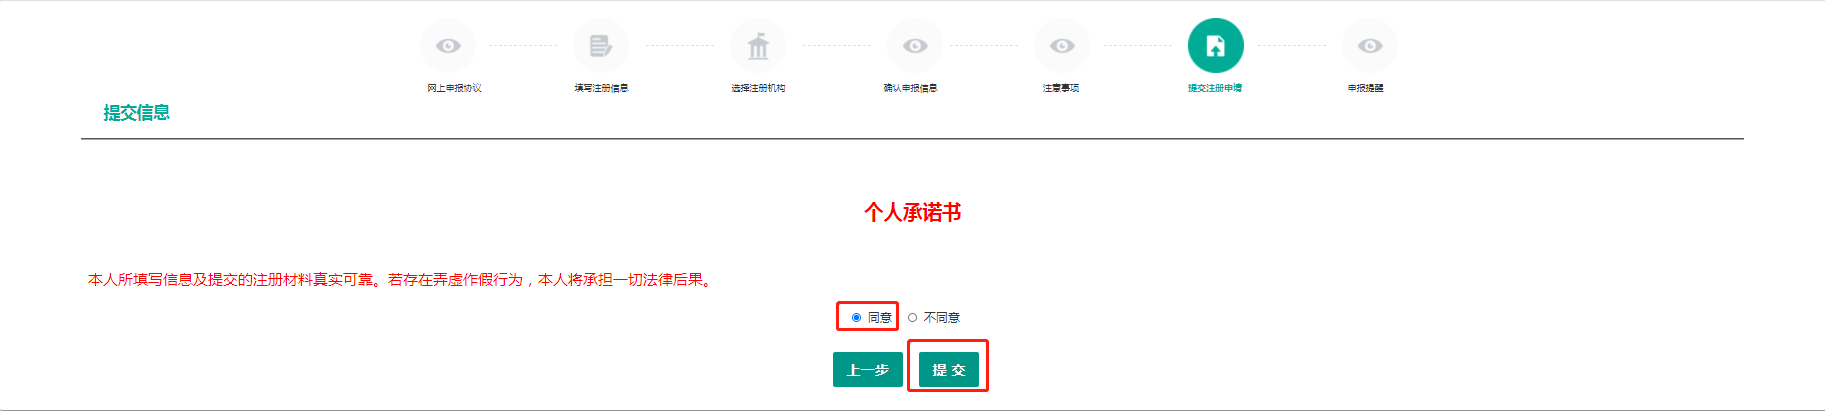 网上申报协议
填写注册信息
选择注册机构
确认申报信息
注意事项
提交注册申请
申报提醒
提交信息
个人承诺书
本人所填写信息及提交的注册材料真实可靠。若存在弄虚作假行为，本人将承担一切法律后果。
同意 不同意
上一步 提 交